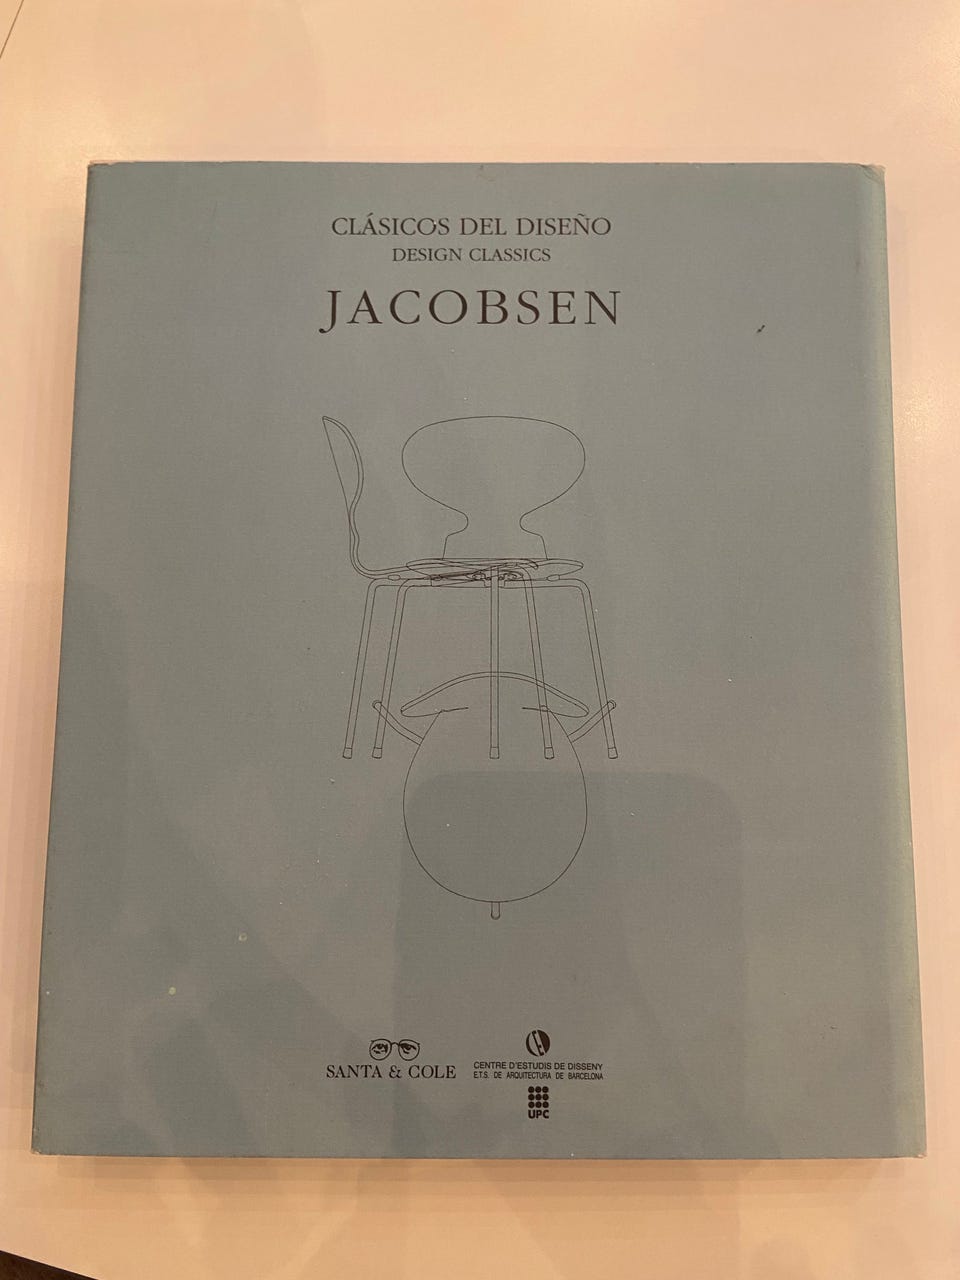 CLÁSICOS DEL DISEÑO
DESIGN CLASSICS
JACOBSEN
SANTA & COLE
CENTRE D'ESTUDIS DE DISSENY
E.T.S. DE ARQUITECTURA DE BARCELONA
UPC